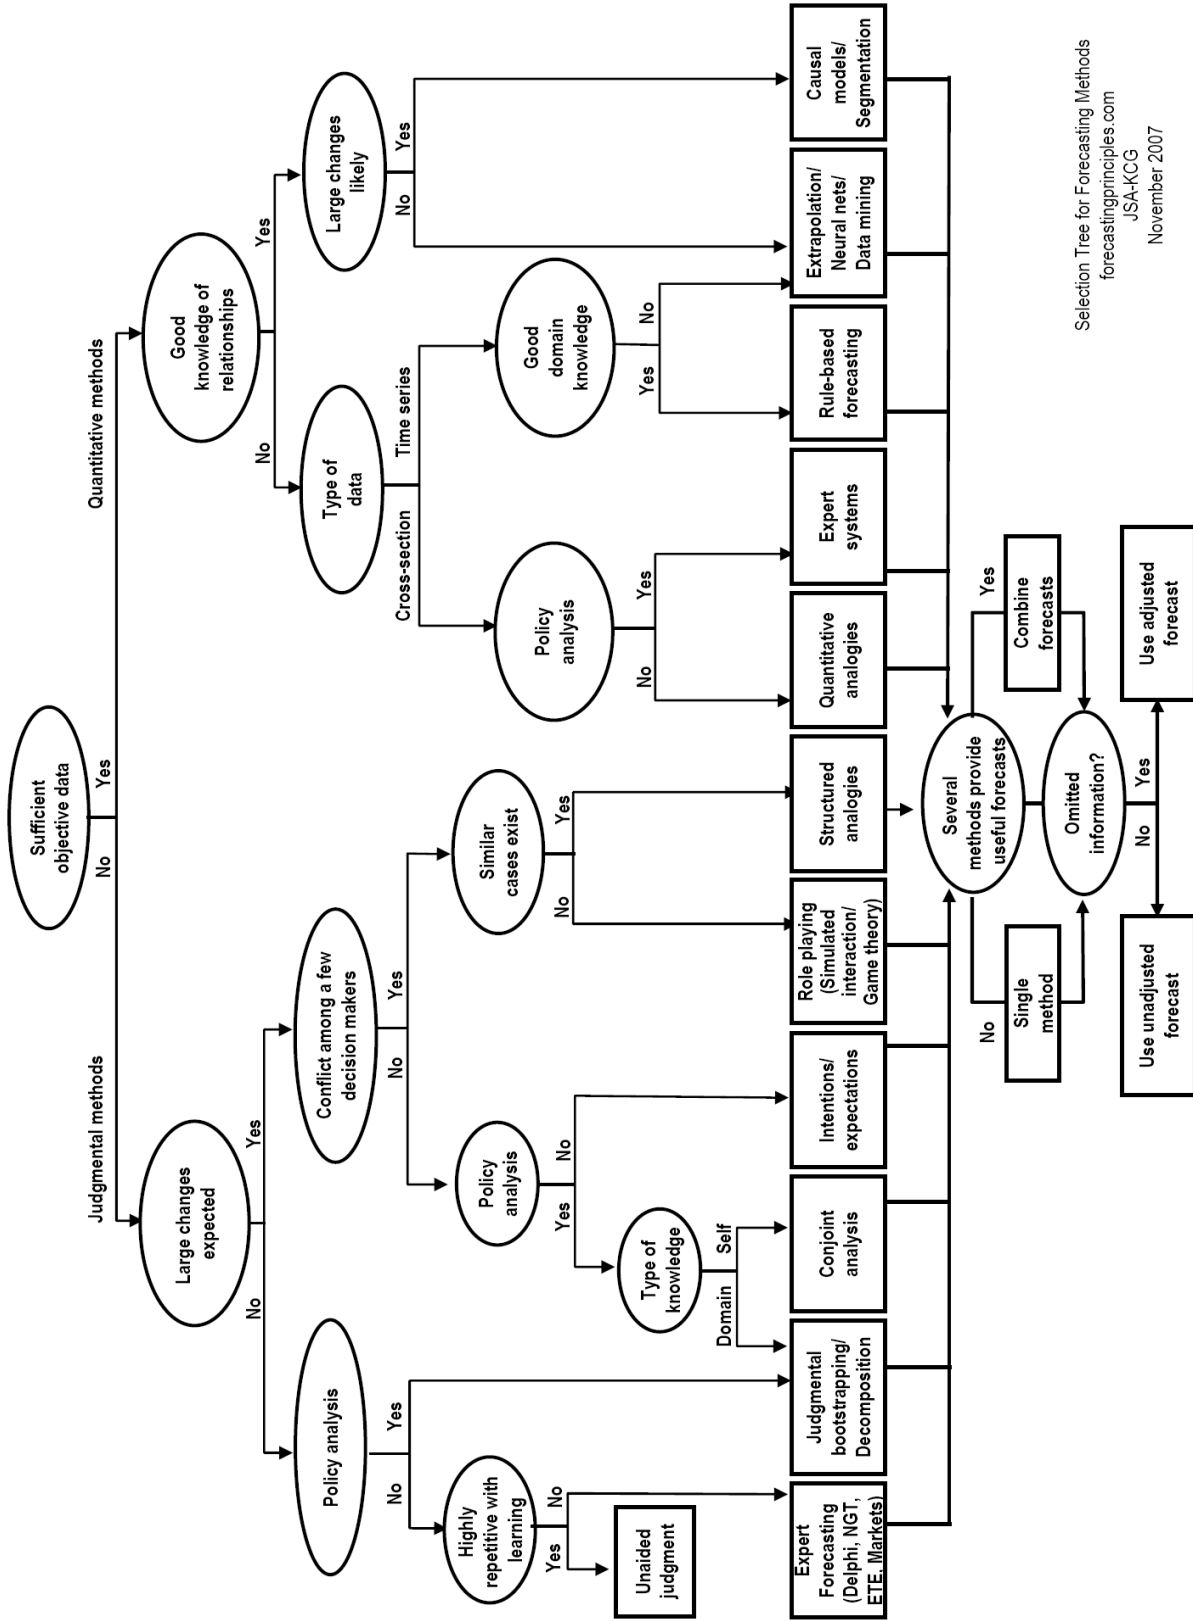 Sufficient
objective data
No
Yes
Judgmental methods
Quantitative methods
Large changes
expected
No
Yes
Good
knowledge of
relationships
No
Yes
Policy analysis
No
Yes
Conflict among a few
decision makers
No
Yes
Type of
data
Cross-section
Time series
Large changes
likely
No
Yes
Highly
repetitive with
learning
Yes
No
Policy
analysis
Yes
No
Similar
cases exist
No
Yes
Policy
analysis
No
Yes
Good
domain
knowledge
Yes
No
Unaided
judgment
Type of
knowledge
Domain
Self
Expert
Forecasting
(Delphi, NGT,
ETE, Markets)
Judgmental
bootstrapping/
Decomposition
Conjoint
analysis
Intentions/
expectations
Role playing
(Simulated
interaction/
Game theory)
Structured
analogies
Quantitative
analogies
Expert
systems
Rule-based
forecasting
Extrapolation/
Neural nets/
Data mining
Causal
models/
Segmentation
Several
methods provide
useful forecasts
No
Yes
Single
method
Combine
forecasts
Omitted
information?
No
Yes
Use unadjusted
forecast
Use adjusted
forecast
Selection Tree for Forecasting Methods
forecastingprinciples.com
JSA-KCG
November 2007